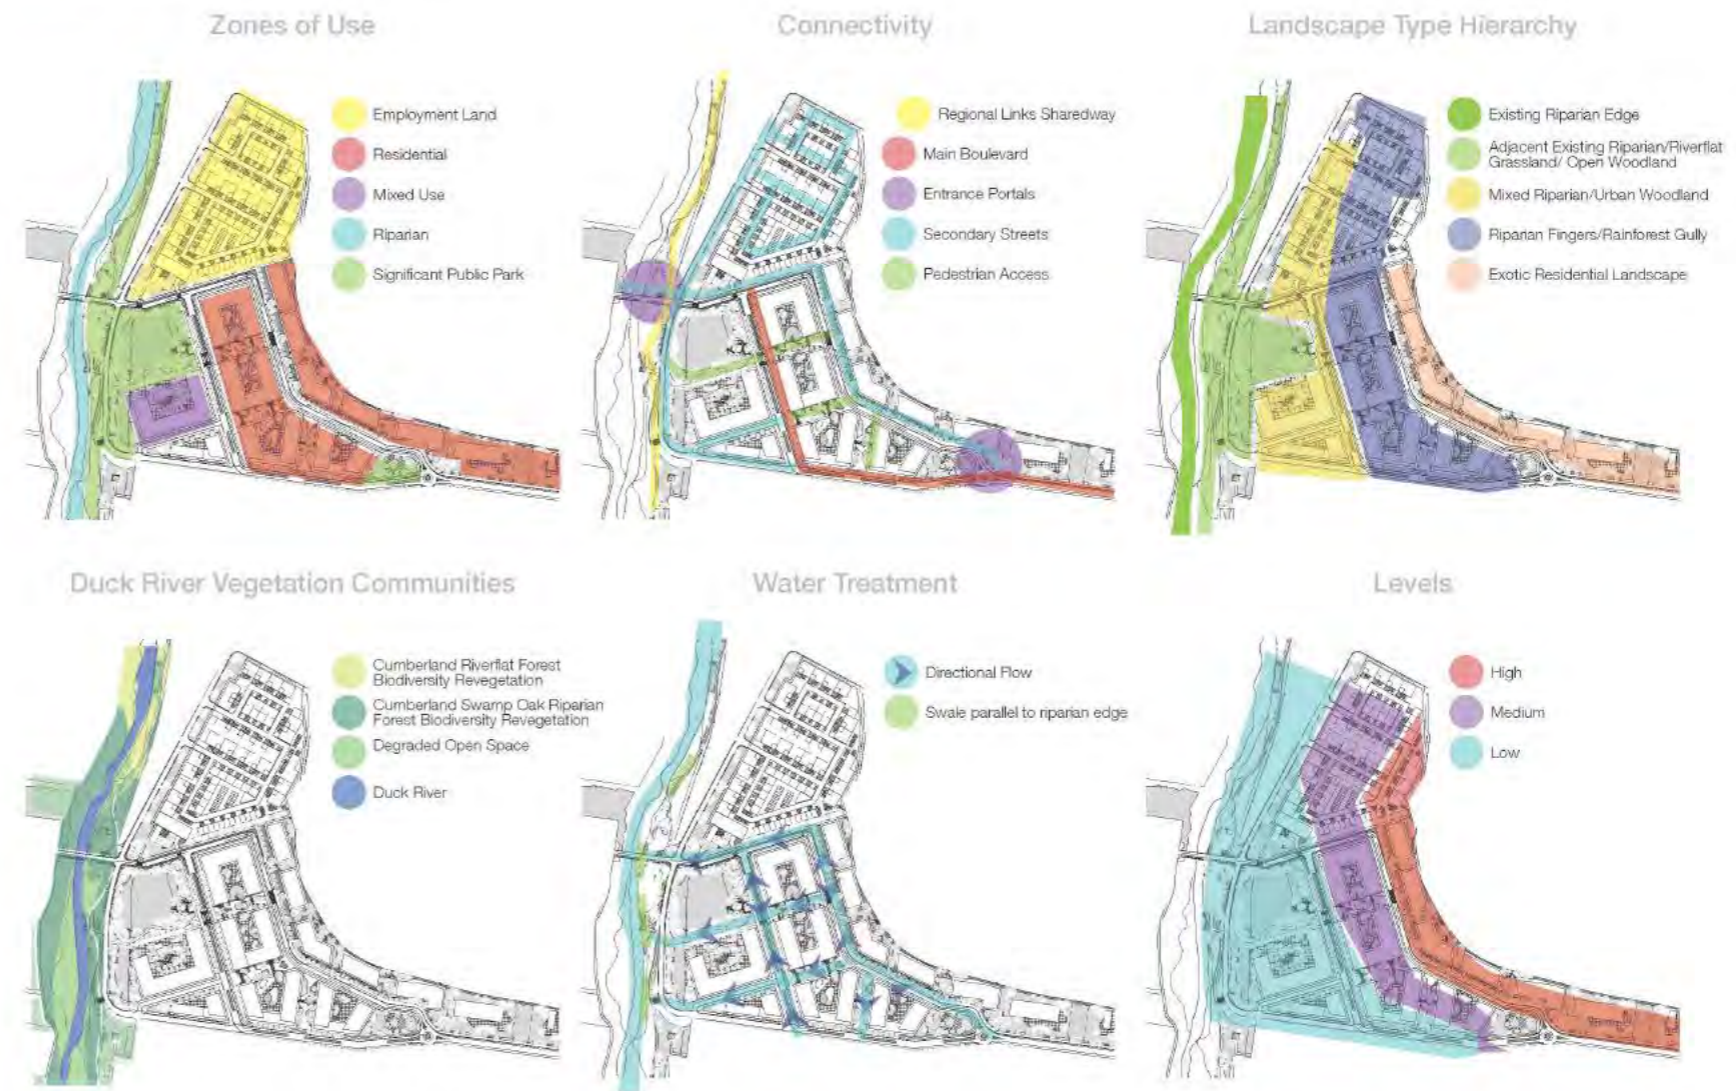 Zones of Use
Employment Land
Residential
Mixed Use
Riparian
Significant Public Park
Connectivity
Regional Links Sharedway
Main Boulevard
Entrance Portals
Secondary Streets
Pedestrian Access
Landscape Type Hierarchy
Existing Riparian Edge
Adjacent Existing Riparian/Riverflat
Grassland/ Open Woodland
Mixed Riparian/Urban Woodland
Riparian Fingers/Rainforest Gully
Exotic Residential Landscape
Duck River Vegetation Communities
Cumberland Riverflat Forest
Biodiversity Revegetation
Cumberland Swamp Oak Riparian
Forest Biodiversity Revegetation
Degraded Open Space
Duck River
Water Treatment
Directional Flow
Swale parallel to riparian edge
Levels
High
Medium
Low